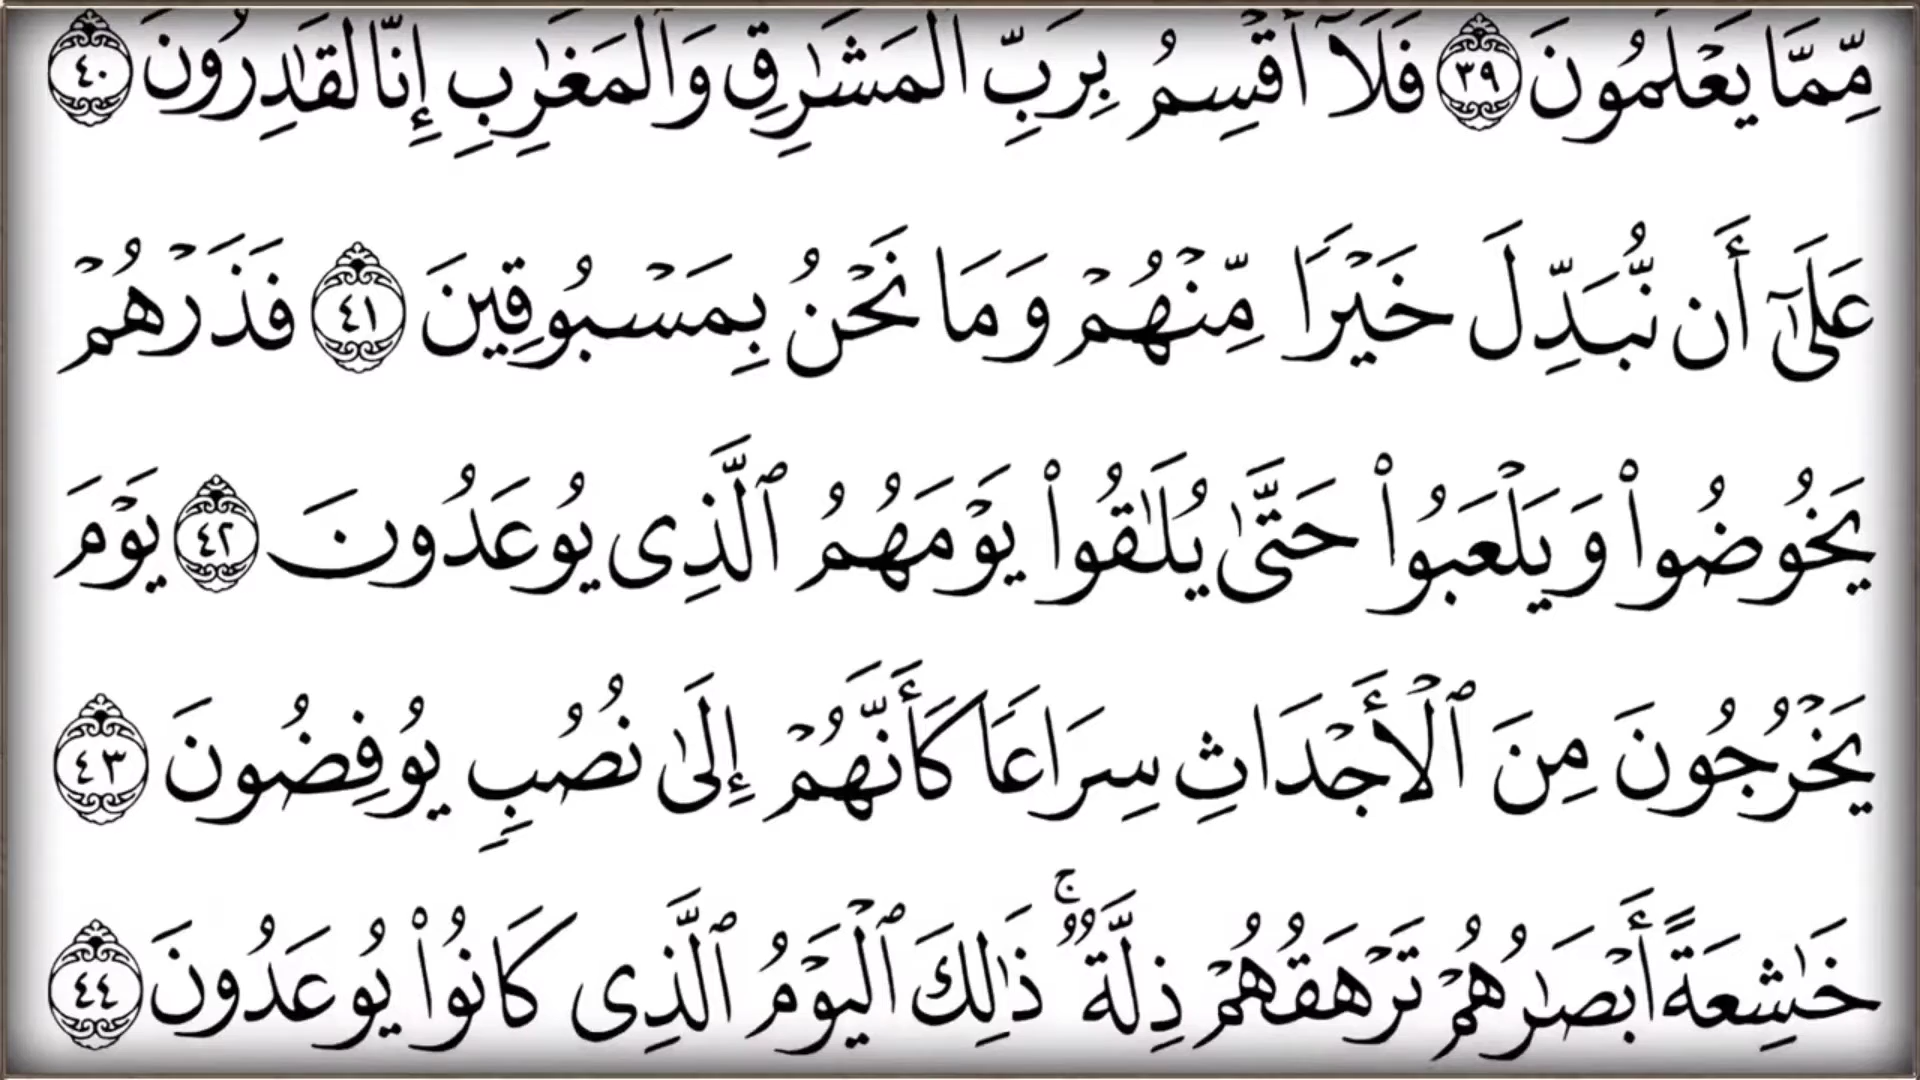 مِّمَّا يَعْلَمُونَ ٣٩ فَلَآ أُقْسِمُ بِرَبِّ ٱلْمَشَٰرِقِ وَٱلْمَغَٰرِبِ إِنَّا لَقَٰدِرُونَ ٤٠
عَلَىٰٓ أَن نُّبَدِّلَ خَيْرًا مِّنْهُمْ وَمَا نَحْنُ بِمَسْبُوقِينَ ٤١ فَذَرْهُمْ
يَخُوضُوا۟ وَيَلْعَبُوا۟ حَتَّىٰ يُلَٰقُوا۟ يَوْمَهُمُ ٱلَّذِى يُوعَدُونَ ٤٢ يَوْمَ
يَخْرُجُونَ مِنَ ٱلْأَجْدَاثِ سِرَاعًا كَأَنَّهُمْ إِلَىٰ نُصُبٍ يُوفِضُونَ ٤٣
خَٰشِعَةً أَبْصَٰرُهُمْ تَرْهَقُهُمْ ذِلَّةٌ ۚ ذَٰلِكَ ٱلْيَوْمُ ٱلَّذِى كَانُوا۟ يُوعَدُونَ ٤٤